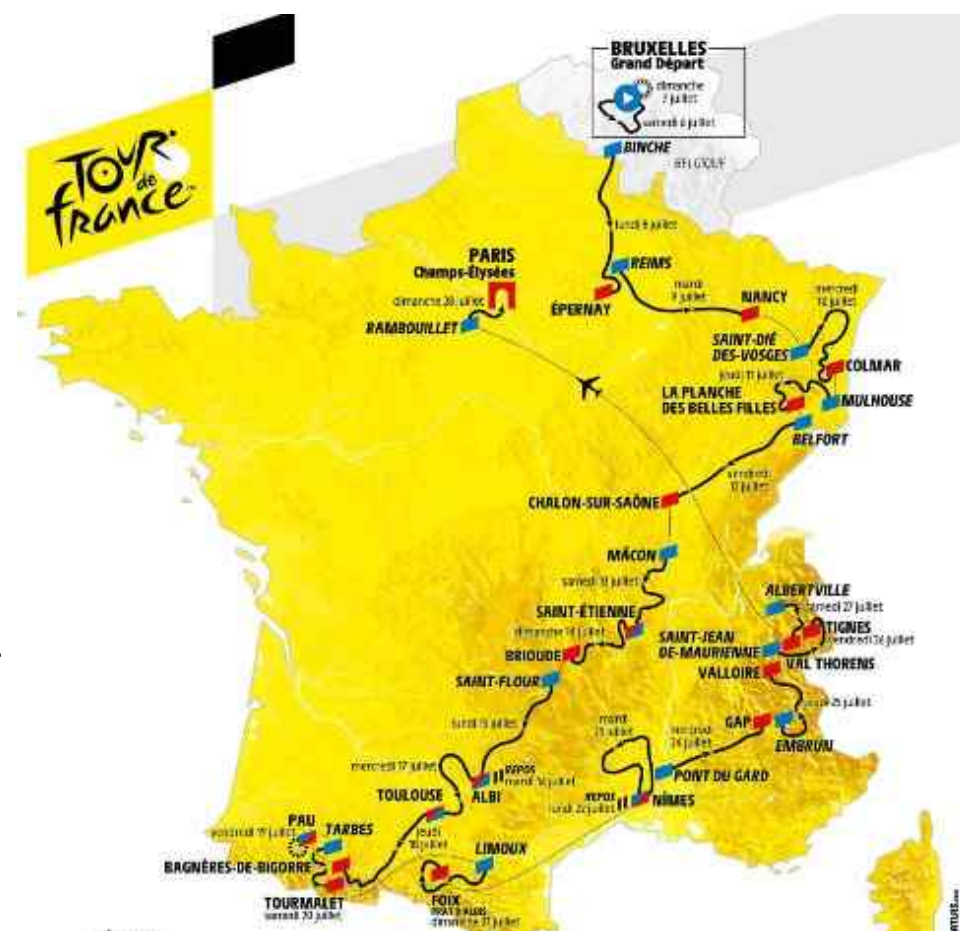 TOUR
de
france
BRUXELLES
Grand Départ
dimanche
7 juillet
samedi 6 juillet
BINCHE
BELGIQUE
lundi 8 juillet
REIMS
ÉPERNAY
mardi
9 juillet
NANCY
mercredi
10 juillet
SAINT-DIÉ
DES-VOSGES
COLMAR
jeudi 11 juillet
LA PLANCHE
DES BELLES FILLES
MULHOUSE
BELFORT
PARIS
Champs-Élysées
dimanche 28 juillet
RAMBOUILLET
vendredi
12 juillet
CHALON-SUR-SAÔNE
MÂCON
samedi 13 juillet
SAINT-ÉTIENNE
dimanche 14 juillet
BRIOUDE
SAINT-FLOUR
lundi 15 juillet
ALBERTVILLE
samedi 27 juillet
TIGNES
vendredi 26 juillet
SAINT-JEAN
DE-MAURIENNE
VAL THORENS
VALLOIRE
jeudi 25 juillet
GAP
EMBRUN
mercredi
24 juillet
mardi
23 juillet
PONT DU GARD
REPOS
lundi 22 juillet
NÎMES
mercredi 17 juillet
REPOS
mardi 16 juillet
ALBI
TOULOUSE
jeudi
18 juillet
PAU
vendredi 19 juillet
TARBES
BAGNÈRES-DE-BIGORRE
TOURMALET
samedi 20 juillet
LIMOUX
FOIX
PRAT D'ALBIS
dimanche 21 juillet